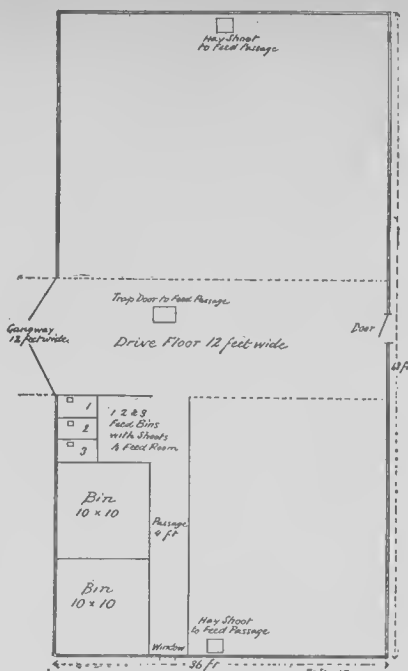 Hay Shoot
to Feed Passage
Trap Door to Feed Passage
Gangway
12 feet wide
Door
Drive Floor 12 feet wide
1
2
3
1 2 & 3
Feed Bins
with Shoots
to Feed Room
Bin
10 × 10
Passage
4 ft
Bin
10 × 10
Hay Shoot
to Feed Passage
Window
36 ft